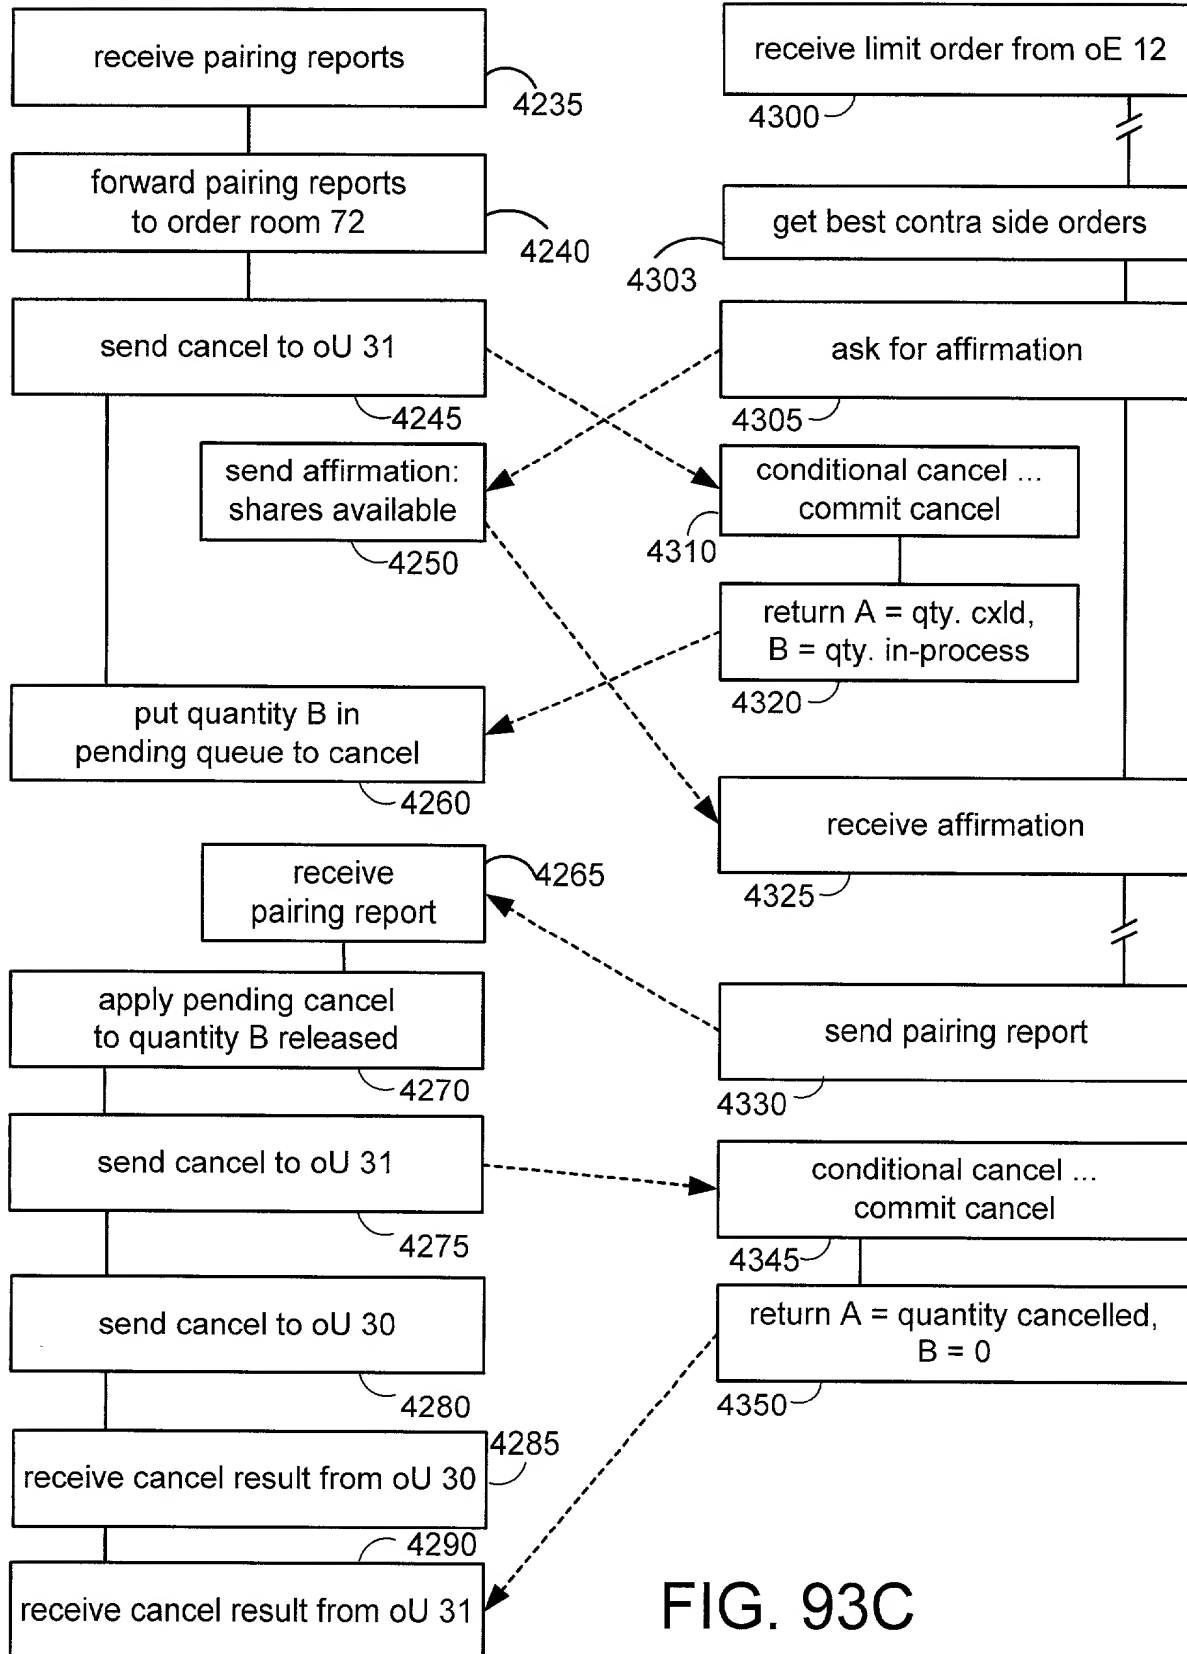 receive pairing reports
4235
forward pairing reports
to order room 72
4240
send cancel to oU 31
4245
send affirmation:
shares available
4250
put quantity B in
pending queue to cancel
4260
receive
pairing report
4265
apply pending cancel
to quantity B released
4270
send cancel to oU 31
4275
send cancel to oU 30
4280
receive cancel result from oU 30
4285
receive cancel result from oU 31
4290
receive limit order from oE 12
4300
get best contra side orders
4303
ask for affirmation
4305
conditional cancel ...
commit cancel
4310
return A = qty. cxld,
B = qty. in-process
4320
receive affirmation
4325
send pairing report
4330
conditional cancel ...
commit cancel
4345
return A = quantity cancelled,
B = 0
4350
FIG. 93C